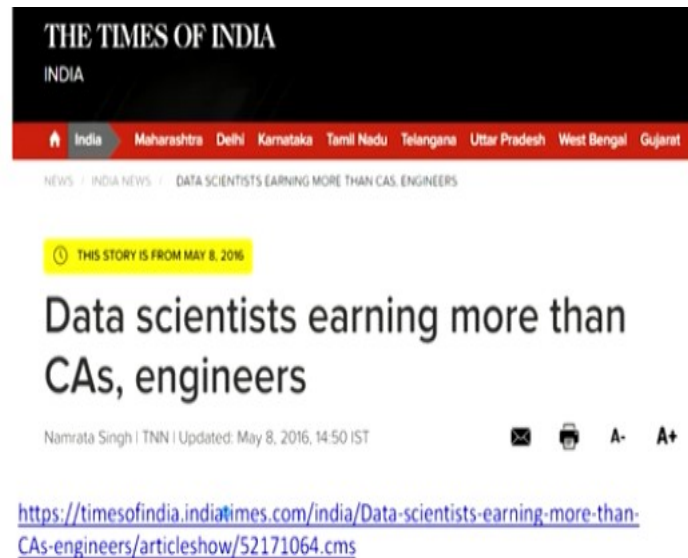 THE TIMES OF INDIA
INDIA
India Maharashtra Delhi Karnataka Tamil Nadu Telangana Uttar Pradesh West Bengal Gujarat
NEWS / INDIA NEWS / DATA SCIENTISTS EARNING MORE THAN CAS, ENGINEERS
THIS STORY IS FROM MAY 8, 2016
Data scientists earning more than
CAs, engineers
Namrata Singh | TNN | Updated: May 8, 2016, 14:50 IST
A- A+
https://timesofindia.indiatimes.com/india/Data-scientists-earning-more-than-
CAs-engineers/articleshow/52171064.cms